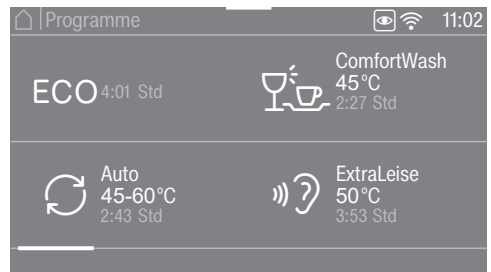 Programme
11:02
ECO 4:01 Std
ComfortWash
45°C
2:27 Std
Auto
45-60°C
2:43 Std
ExtraLeise
50°C
3:53 Std